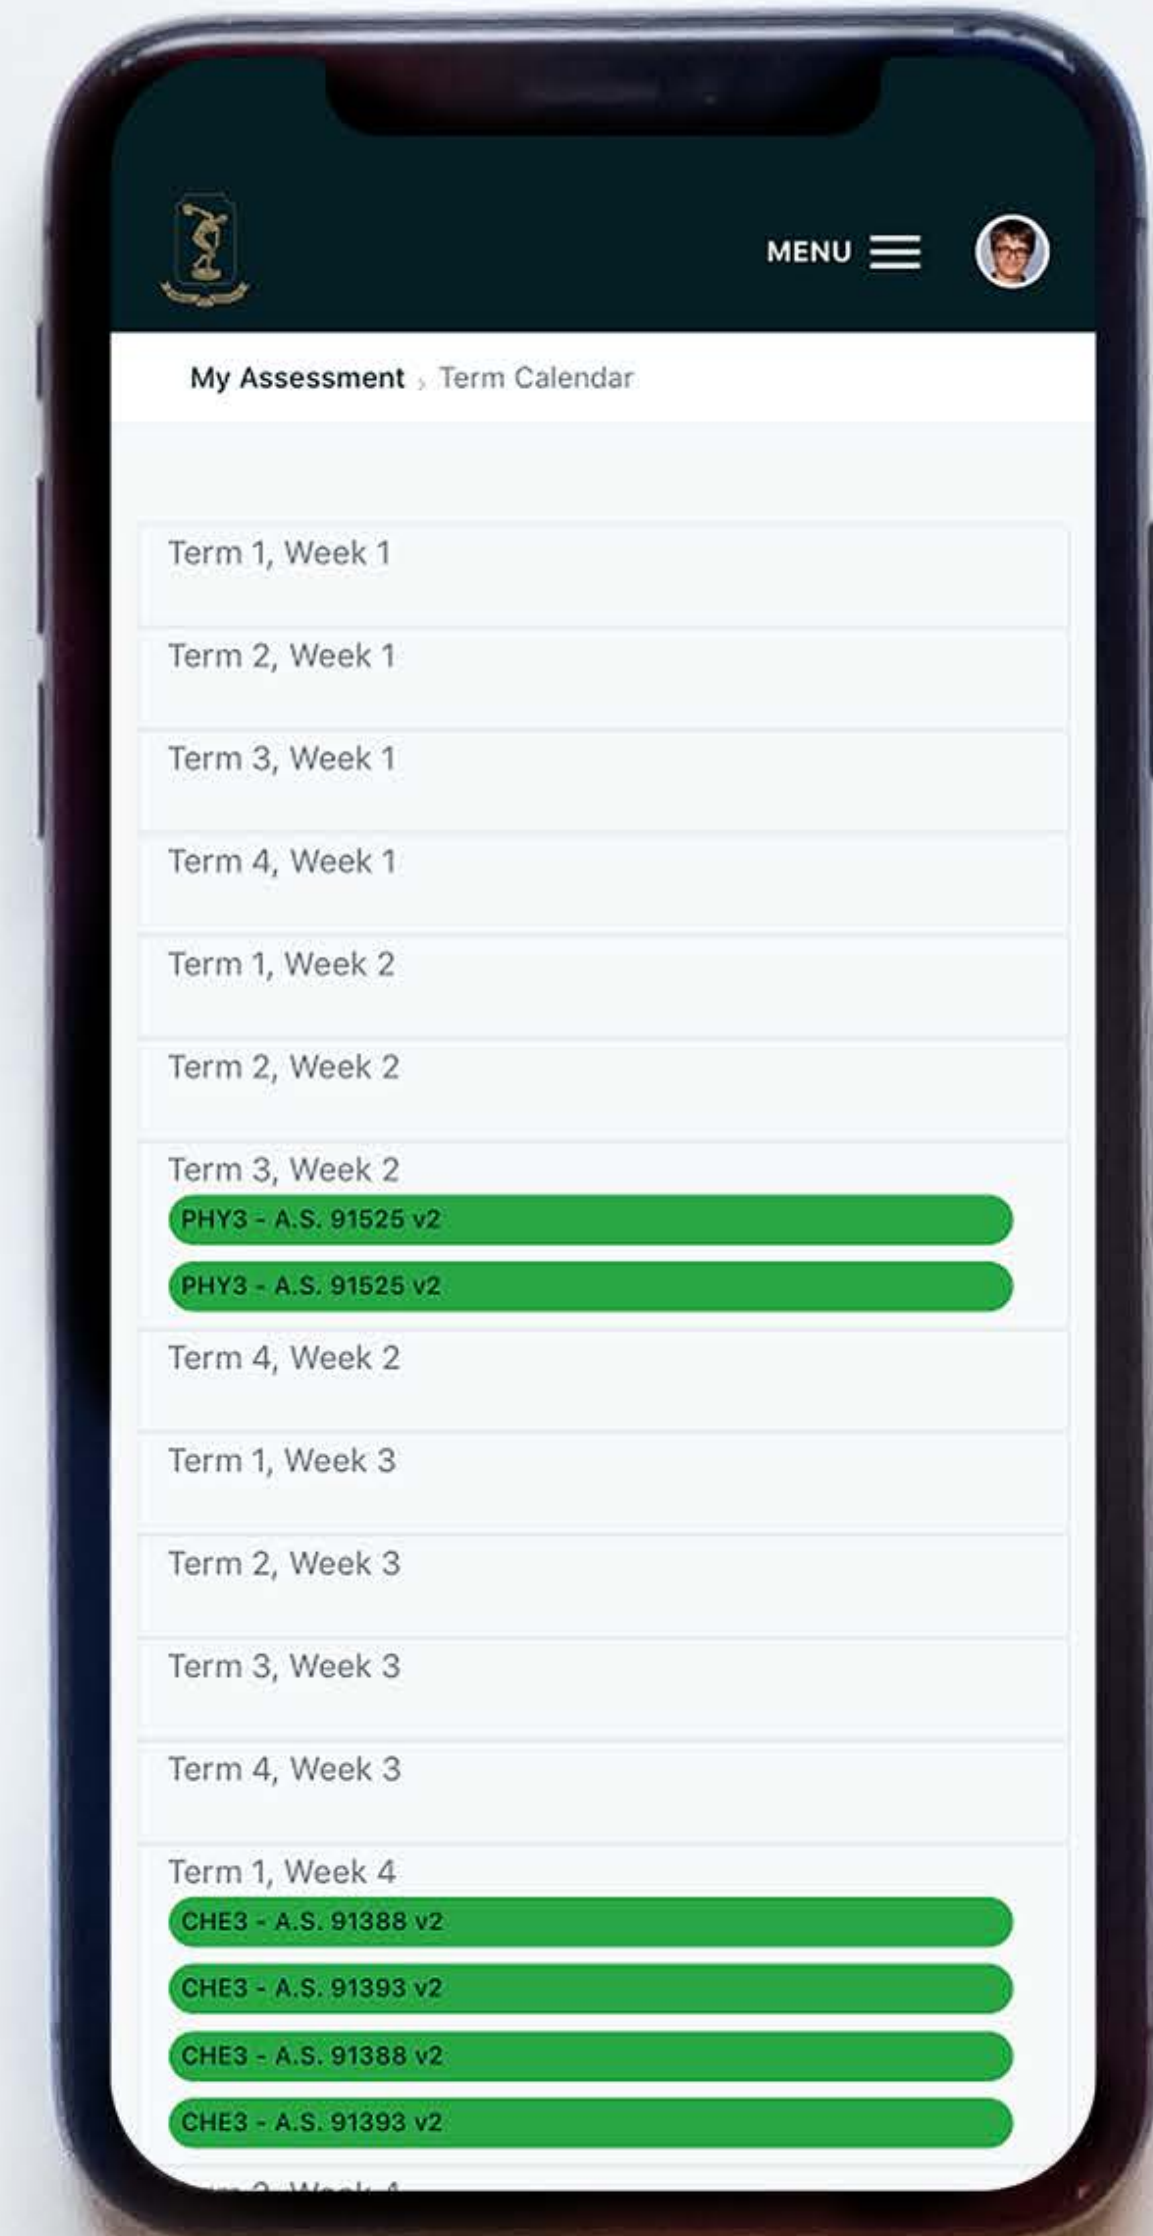 MENU
My Assessment › Term Calendar
Term 1, Week 1
Term 2, Week 1
Term 3, Week 1
Term 4, Week 1
Term 1, Week 2
Term 2, Week 2
Term 3, Week 2
PHY3 - A.S. 91525 v2
PHY3 - A.S. 91525 v2
Term 4, Week 2
Term 1, Week 3
Term 2, Week 3
Term 3, Week 3
Term 4, Week 3
Term 1, Week 4
CHE3 - A.S. 91388 v2
CHE3 - A.S. 91393 v2
CHE3 - A.S. 91388 v2
CHE3 - A.S. 91393 v2
Week 4